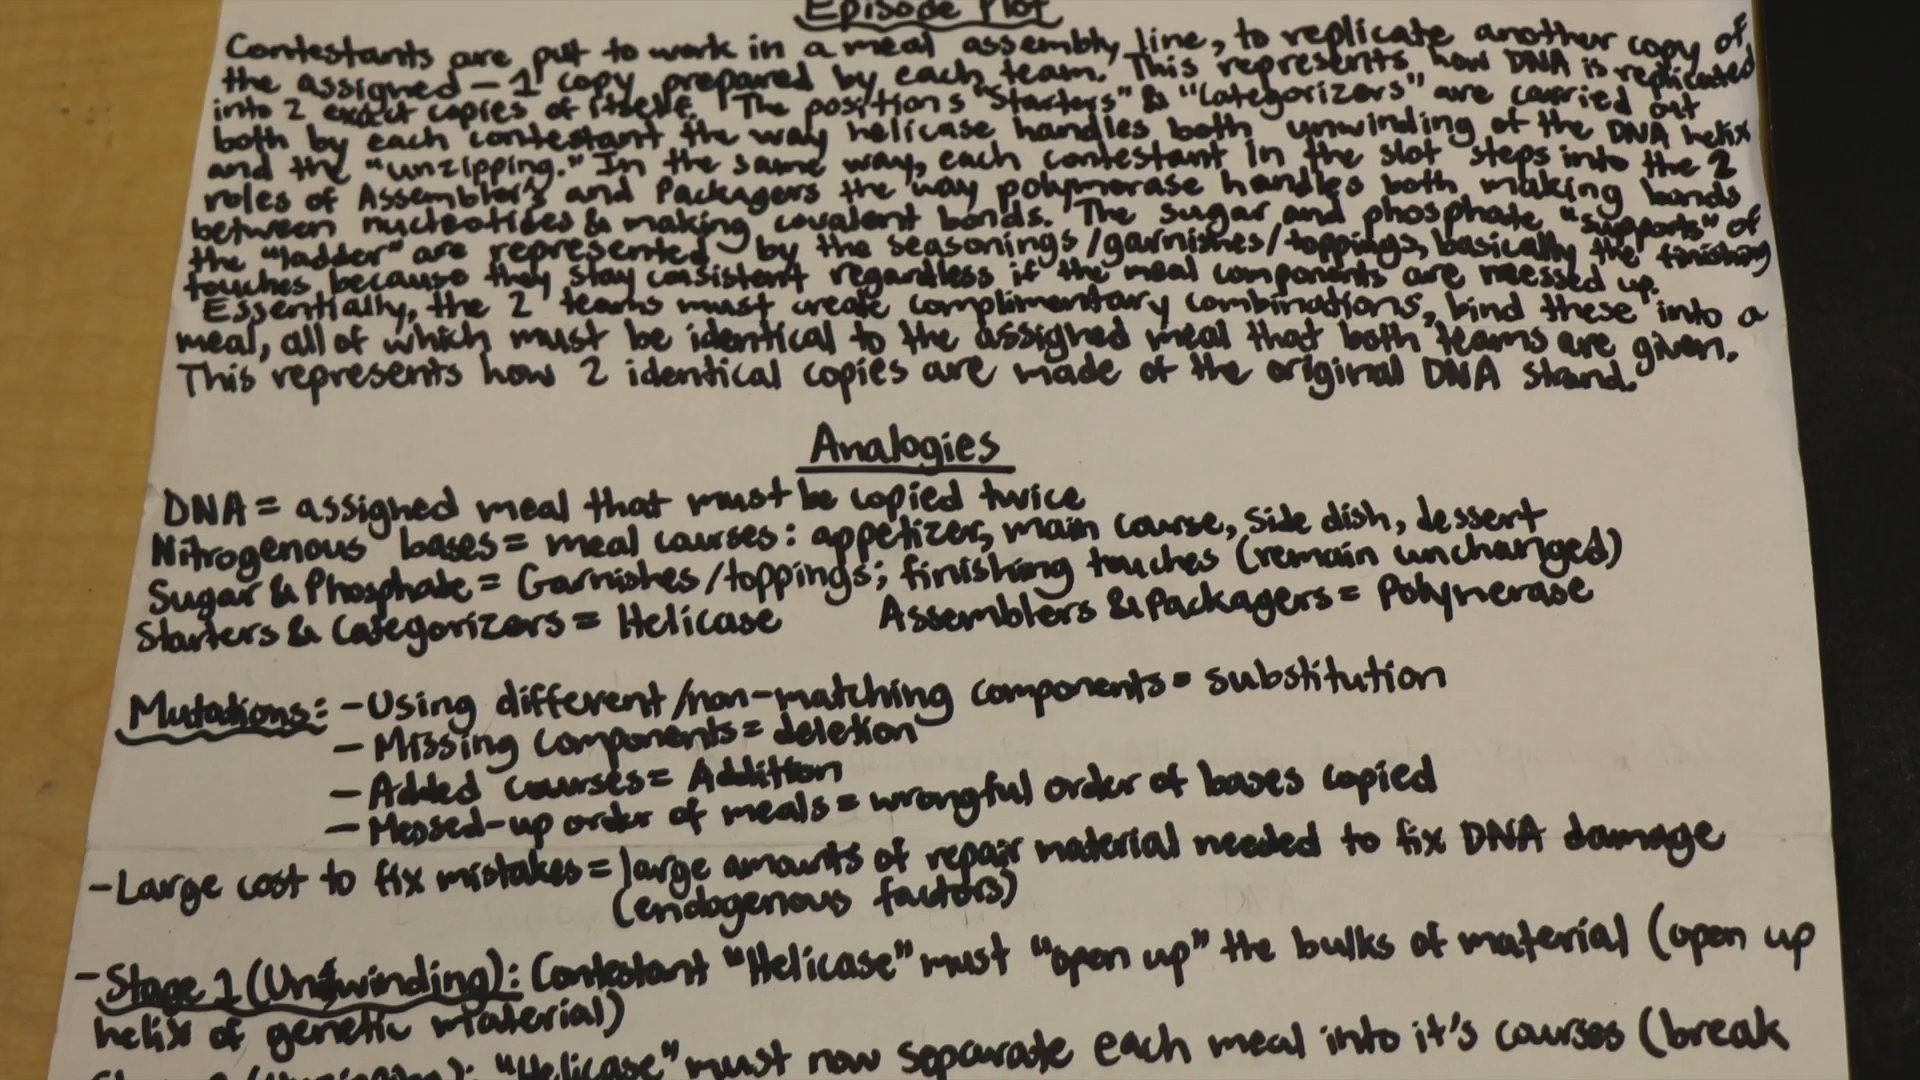 Episode Plot
Contestants are put to work in a meal assembly line, to replicate another copy of
the assigned - 1 copy prepared by each team. This represents how DNA is replicated
into 2 exact copies of itself. The positions "Starters" & "Categorizers" are carried out
both by each contestant the way helicase handles both unwinding of the DNA helix
and the "unzipping." In the same way, each contestant in the slot steps into the 2
roles of Assemblers and Packagers the way polymerase handles both making bonds
between nucleotides & making covalent bonds. The sugar and phosphate "supports" of
the "ladder" are represented by the seasonings/garnishes/toppings, basically the finishing
touches because they stay consistent regardless if the meal components are messed up.
Essentially, the 2 teams must create complimentary combinations, bind these into a
meal, all of which must be identical to the assigned meal that both teams are given.
This represents how 2 identical copies are made of the original DNA strand.
Analogies
DNA = assigned meal that must be copied twice
Nitrogenous bases = meal courses: appetizer, main course, side dish, dessert
Sugar & Phosphate = Garnishes/toppings; finishing touches (remain unchanged)
Starters & Categorizers = Helicase Assemblers & Packagers = Polymerase
Mutations: - Using different/non-matching components = substitution
- Missing components = deletion
- Added courses = Addition
- Messed-up order of meals = wrongful order of bases copied
- Large cost to fix mistakes = large amounts of repair material needed to fix DNA damage
(endogenous factors)
- Stage 1 (Unwinding): Contestant "Helicase" must "open up" the bulks of material (open up
helix of genetic material)
"Helicase" must now separate each meal into it's courses (break